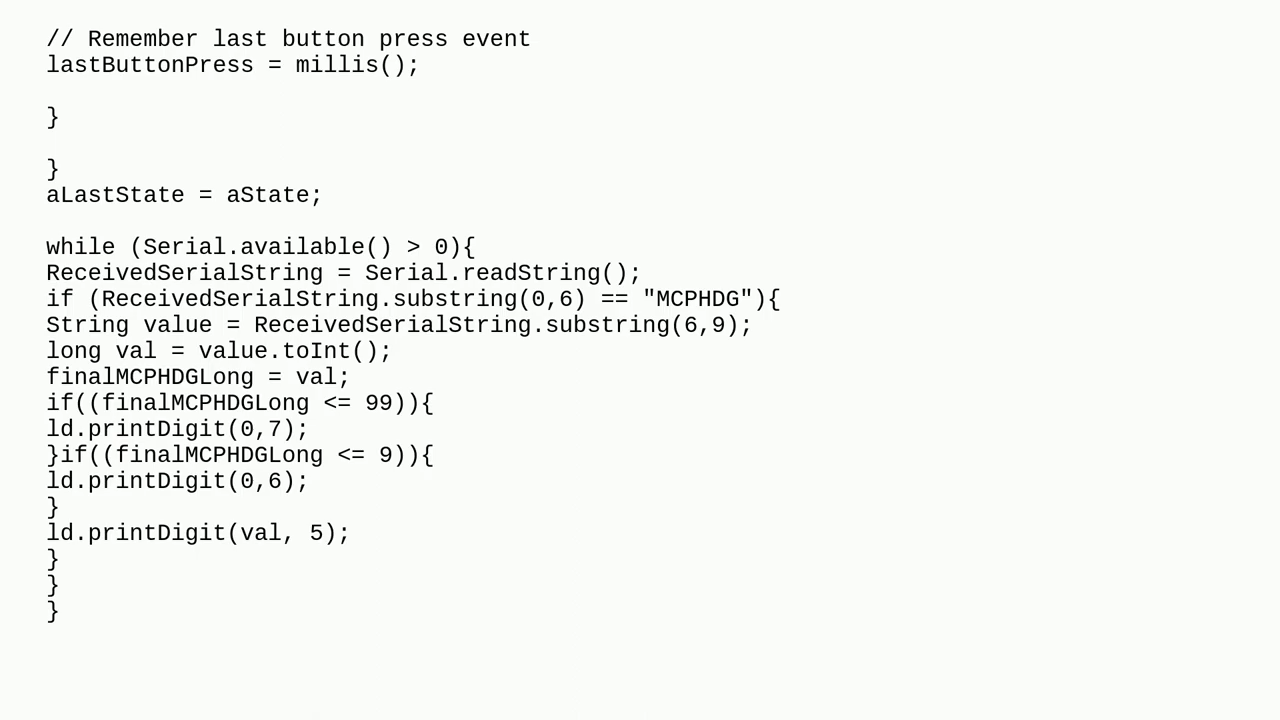 // Remember last button press event
lastButtonPress = millis();
}
}
aLastState = aState;
while (Serial.available() > 0){
ReceivedSerialString = Serial.readString();
if (ReceivedSerialString.substring(0,6) == "MCPHDG"){
String value = ReceivedSerialString.substring(6,9);
long val = value.toInt();
finalMCPHDGLong = val;
if((finalMCPHDGLong <= 99)){
ld.printDigit(0,7);
}if((finalMCPHDGLong <= 9)){
ld.printDigit(0,6);
}
ld.printDigit(val, 5);
}
}
}